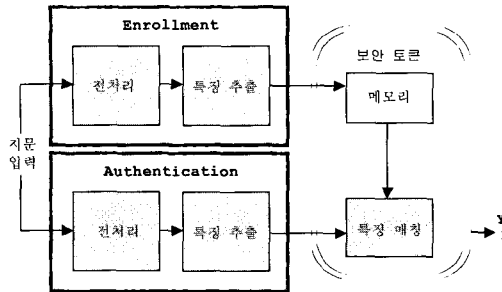 Enrollment
보안 토큰
전처리
특징 추출
메모리
지문
입력
Authentication
전처리
특징 추출
특징 매칭
Y